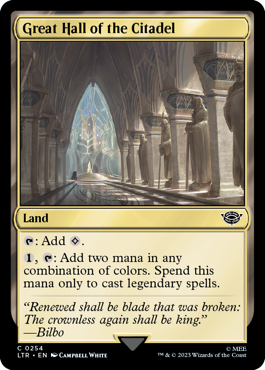 Great Hall of the Citadel
Land
: Add .
1, : Add two mana in any
combination of colors. Spend this
mana only to cast legendary spells.
“Renewed shall be blade that was broken:
The crownless again shall be king.”
—Bilbo
C 0254
LTR • EN CAMPBELL WHITE
© MEE
™ & © 2023 Wizards of the Coast